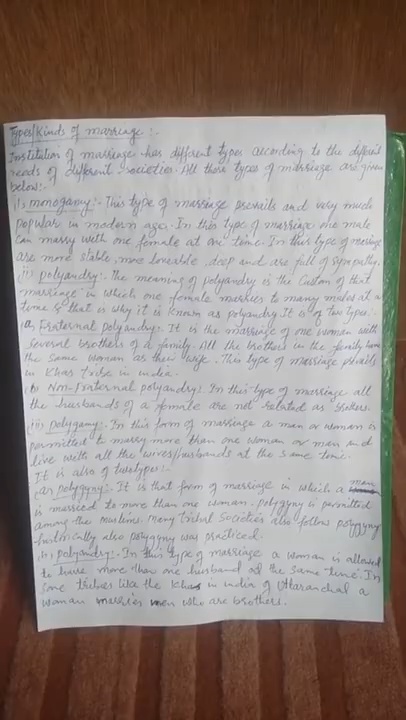 Types/Kinds of marriage :-
Institution of marriage has different types according to the different
needs of different societies. All those types of marriage are given
below:-
(i) monogamy:- This type of marriage prevails and very much
popular in modern age. In this type of marriage one male
can marry with one female at one time. In this type of marriage
are more stable, more loveable, deep and are full of sympathy.
(ii) polyandry:- The meaning of polyandry is the custom of that
marriage in which one female marries to many males at a
time & that is why it is known as polyandry. It is of two types:-
(a) Fraternal polyandry:- It is the marriage of one woman with
several brothers of a family. All the brothers in the family have
the same woman as their wife. This type of marriage prevails
in Khas tribe in india.
(b) Non-Fraternal polyandry: In this type of marriage all
the husbands of a female are not related as brothers.
(iii) polygamy:- In this form of marriage a man or woman is
permitted to marry more than one woman or man and
live with all the wives/husbands at the same time.
It is also of two types:-
(a) polygyny:- It is that form of marriage in which a man
is married to more than one woman. polygyny is permitted
among the muslims. many tribal Societies also follow polygyny.
historically also polygyny was practiced.
(b) polyandry:- In this type of marriage a woman is allowed
to have more than one husband at the same time. In
some tribes like the Khas in india of Uttaranchal a
woman marries men who are brothers.